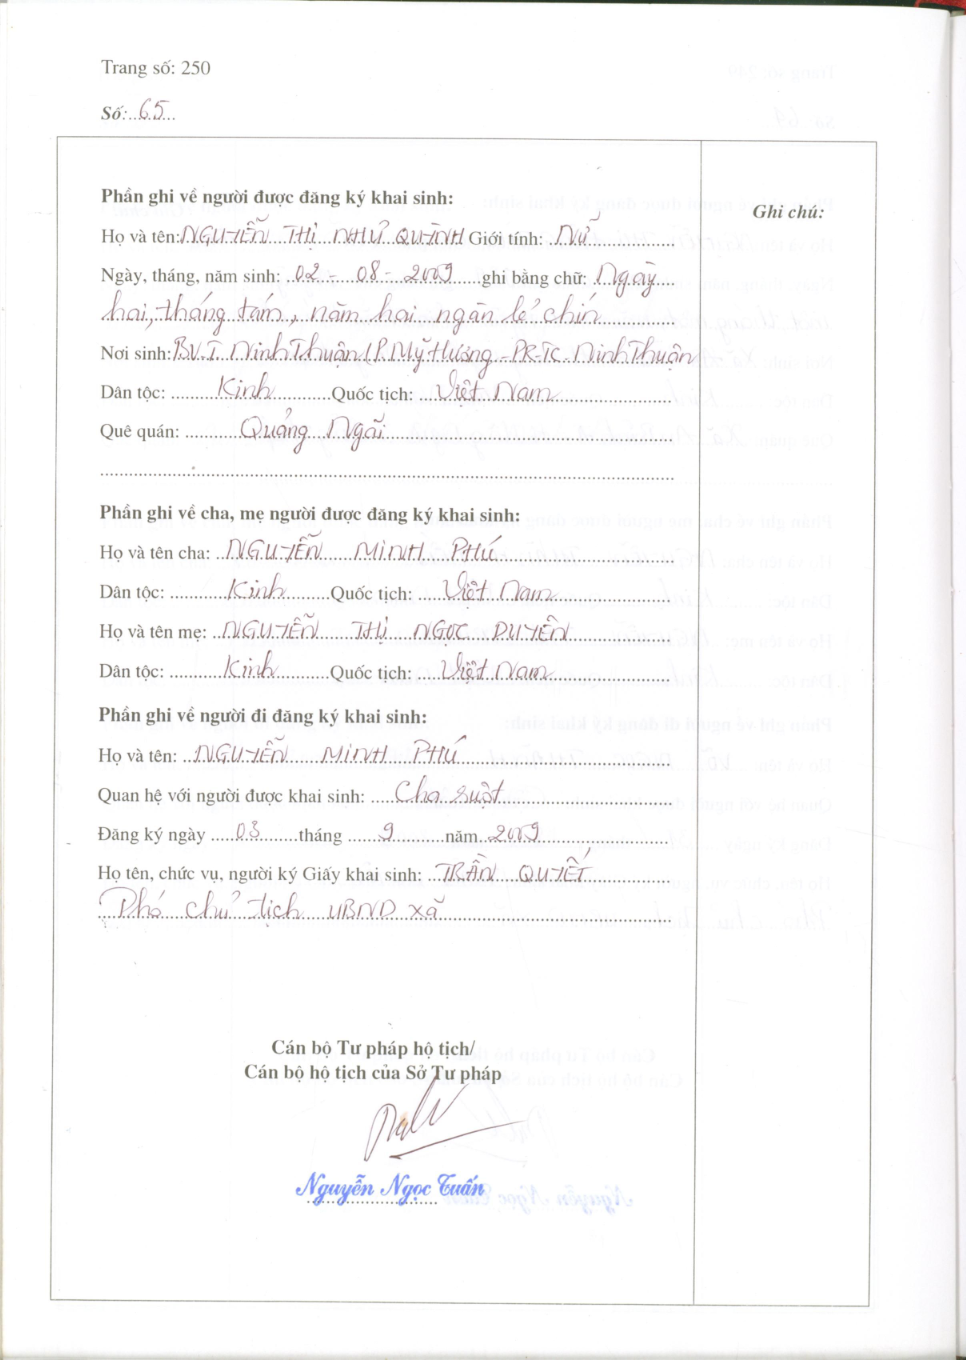 Trang số: 250
Số: 65
Phần ghi về người được đăng ký khai sinh:
Ghi chú:
Họ và tên: NGUYỄN THỊ NHƯ QUỲNH Giới tính: Nữ
Ngày, tháng, năm sinh: 02 - 08 - 2009 ghi bằng chữ: Ngày
hai, tháng tám, năm hai ngàn lẻ chín
Nơi sinh: BV.T Ninh Thuận / P. Mỹ Hương - PR-TC Ninh Thuận
Dân tộc: Kinh Quốc tịch: Việt Nam
Quê quán: Quảng Ngãi
Phần ghi về cha, mẹ người được đăng ký khai sinh:
Họ và tên cha: NGUYỄN MINH PHÚ
Dân tộc: Kinh Quốc tịch: Việt Nam
Họ và tên mẹ: NGUYỄN THỊ NGỌC DUYÊN
Dân tộc: Kinh Quốc tịch: Việt Nam
Phần ghi về người đi đăng ký khai sinh:
Họ và tên: NGUYỄN MINH PHÚ
Quan hệ với người được khai sinh: Cha ruột
Đăng ký ngày 03 tháng 9 năm 2009
Họ tên, chức vụ, người ký Giấy khai sinh: TRẦN QUYẾT
Phó chủ tịch UBND xã
Cán bộ Tư pháp hộ tịch/
Cán bộ hộ tịch của Sở Tư pháp
Nguyễn Ngọc Tuấn